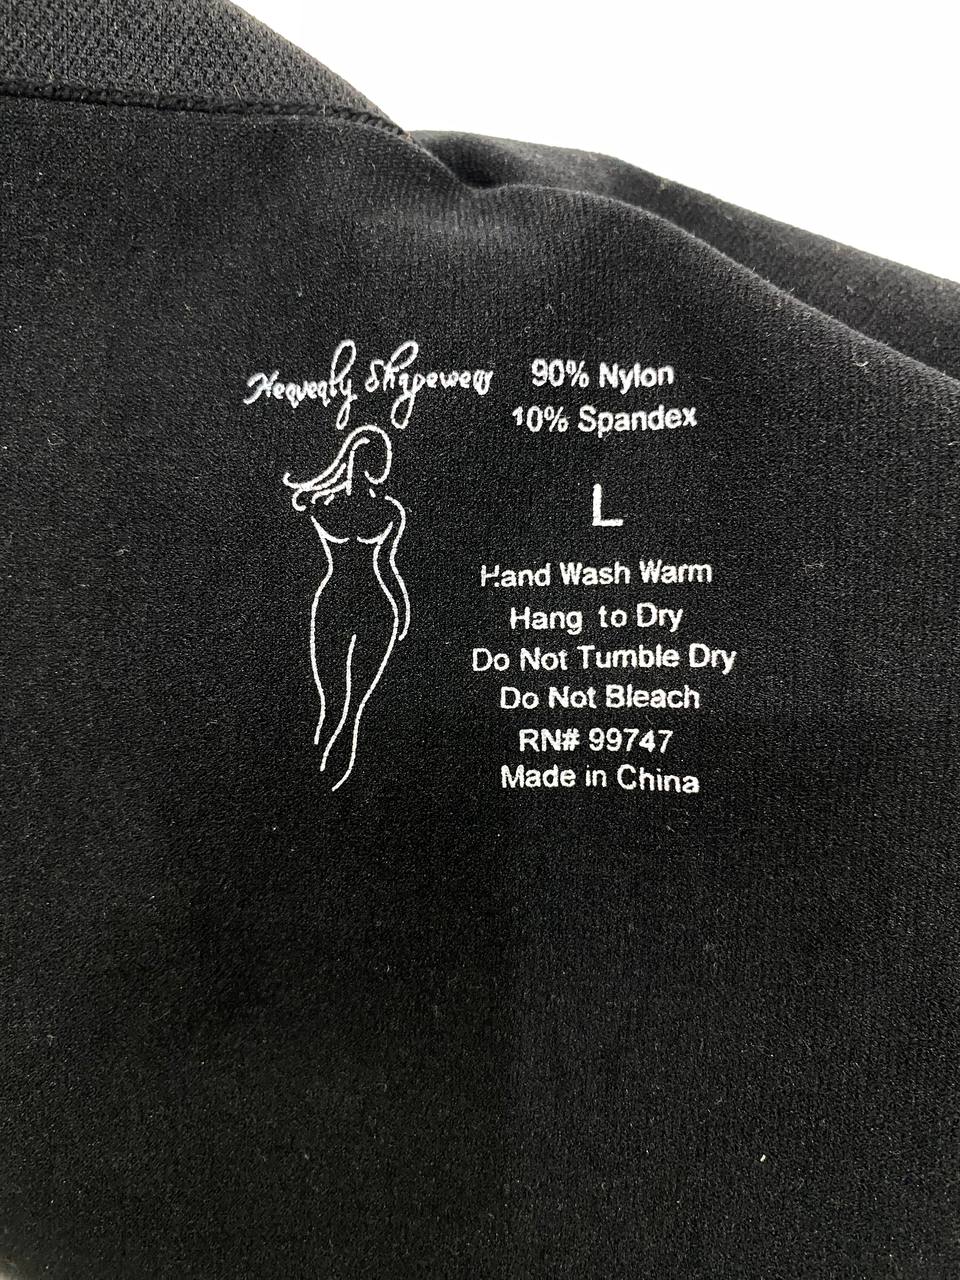 Heavenly Shapewear
90% Nylon
10% Spandex
L
Hand Wash Warm
Hang to Dry
Do Not Tumble Dry
Do Not Bleach
RN# 99747
Made in China